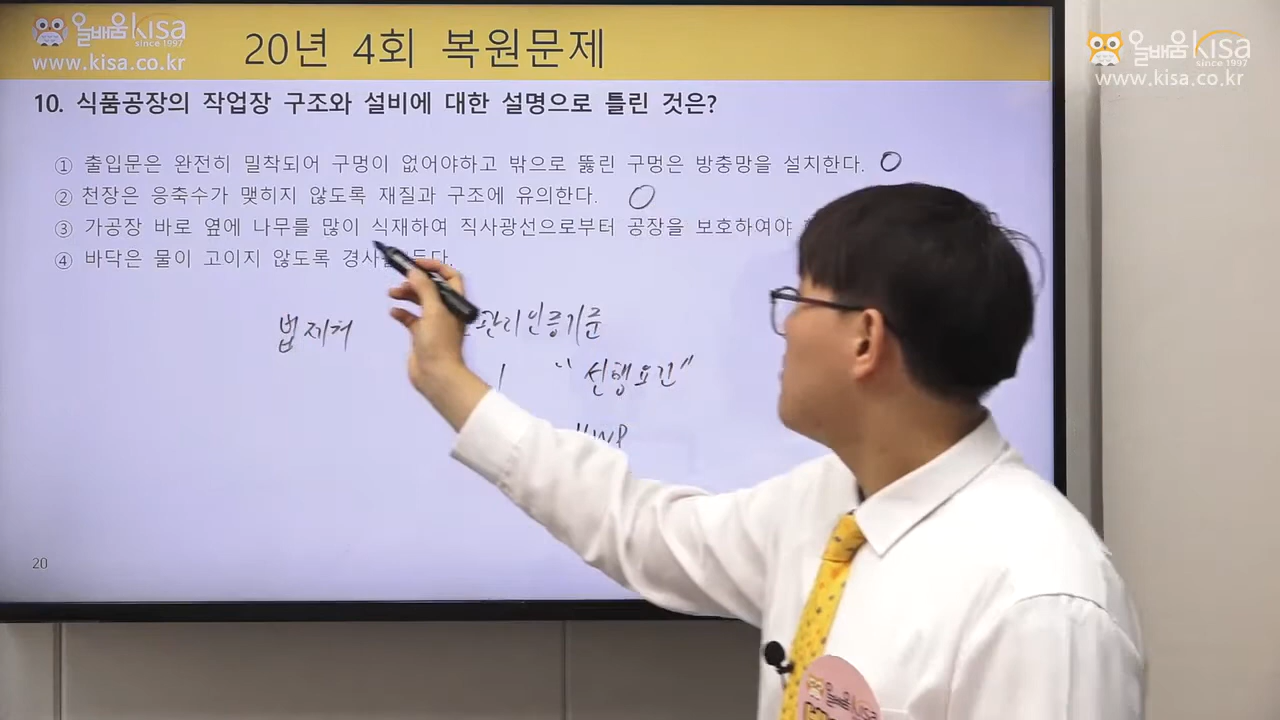 올배움 kisa
since 1997
www.kisa.co.kr
20년 4회 복원문제
올배움 kisa
since 1997
www.kisa.co.kr
10. 식품공장의 작업장 구조와 설비에 대한 설명으로 틀린 것은?
① 출입문은 완전히 밀착되어 구멍이 없어야하고 밖으로 뚫린 구멍은 방충망을 설치한다.
② 천장은 응축수가 맺히지 않도록 재질과 구조에 유의한다.
③ 가공장 바로 옆에 나무를 많이 식재하여 직사광선으로부터 공장을 보호하여야
④ 바닥은 물이 고이지 않도록 경사
법제처 관리인증기준
"선행요건"
HWP
20
올배움 kisa